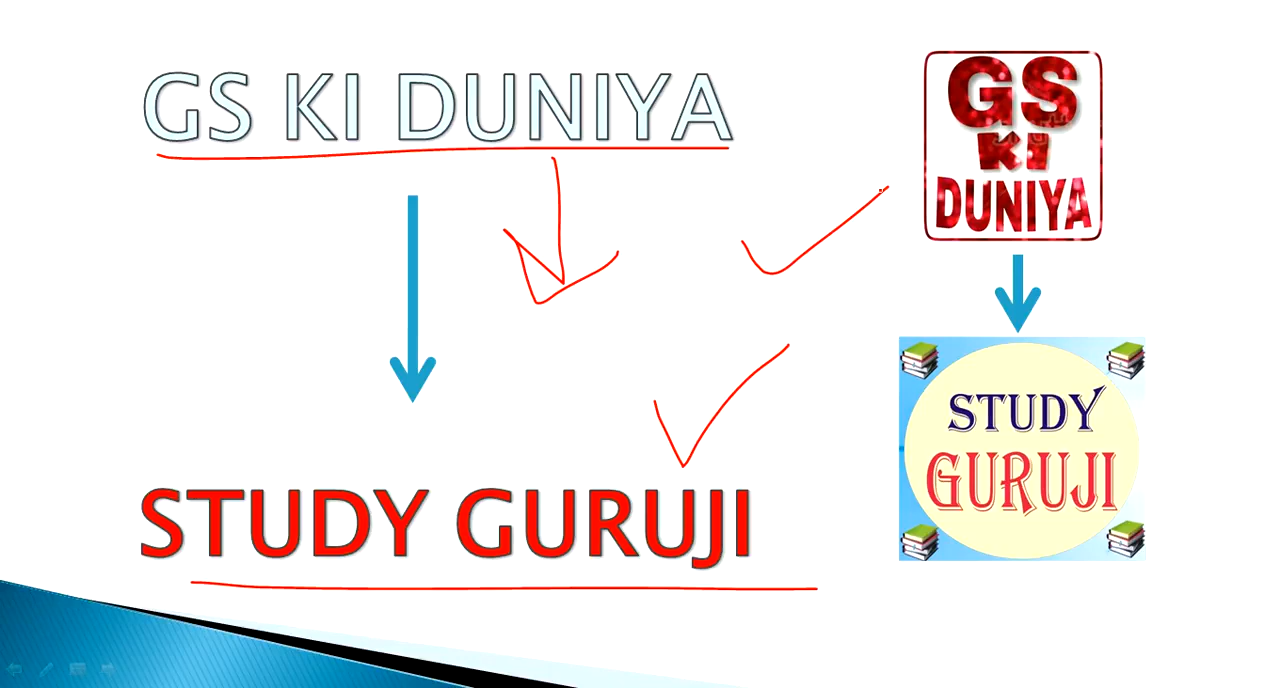 GS KI DUNIYA
STUDY GURUJI
GS
KI
DUNIYA
STUDY
GURUJI